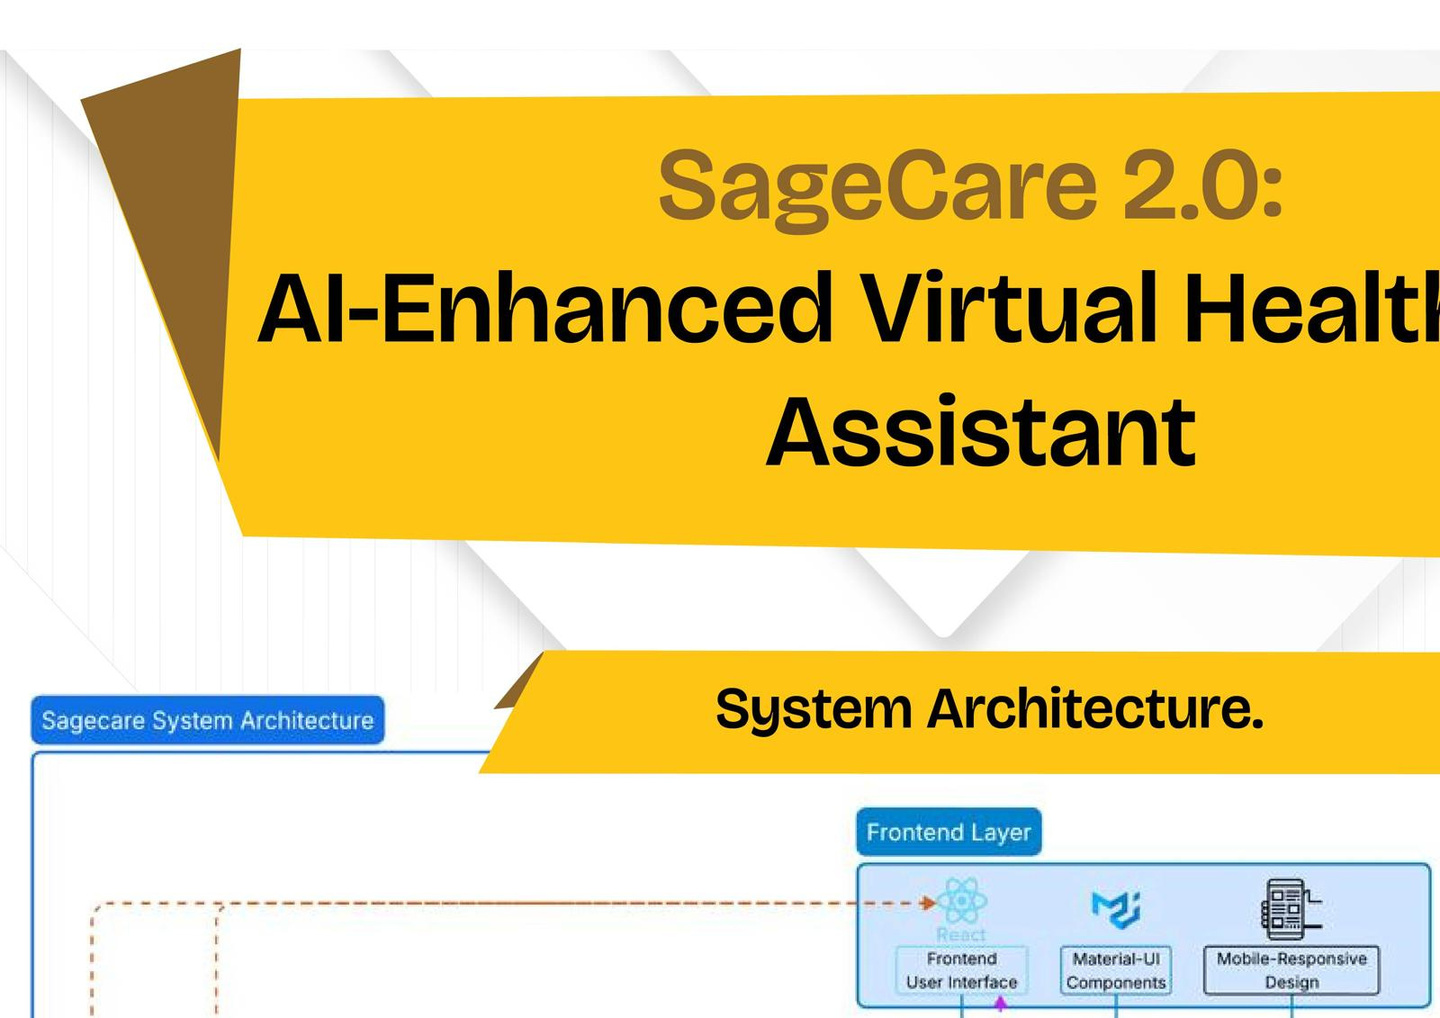 SageCare 2.0:
AI-Enhanced Virtual Health
Assistant
System Architecture.
Sagecare System Architecture
Frontend Layer
React
Frontend
User Interface
Material-UI
Components
Mobile-Responsive
Design